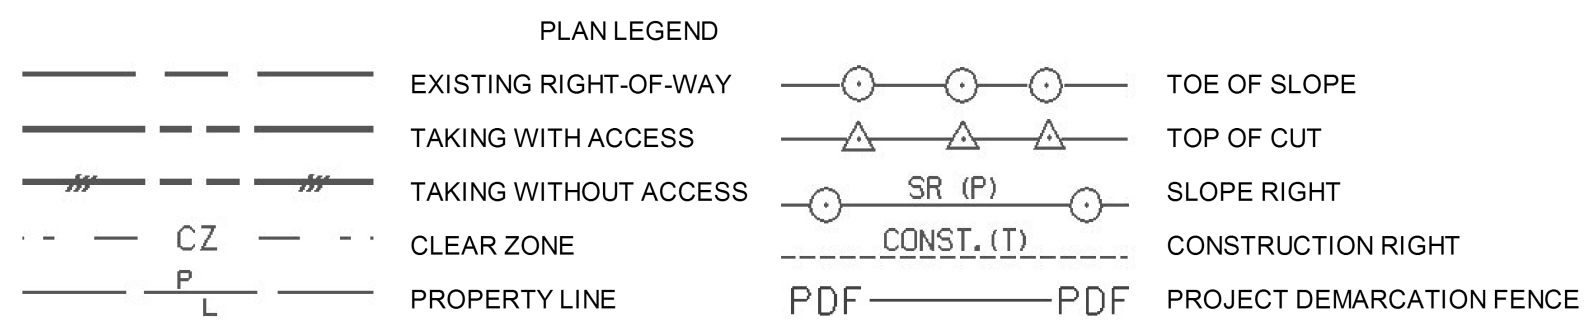 PLAN LEGEND
EXISTING RIGHT-OF-WAY
TAKING WITH ACCESS
TAKING WITHOUT ACCESS
CZ CLEAR ZONE
P
L PROPERTY LINE
TOE OF SLOPE
TOP OF CUT
SR (P) SLOPE RIGHT
CONST. (T) CONSTRUCTION RIGHT
PDF PDF PROJECT DEMARCATION FENCE